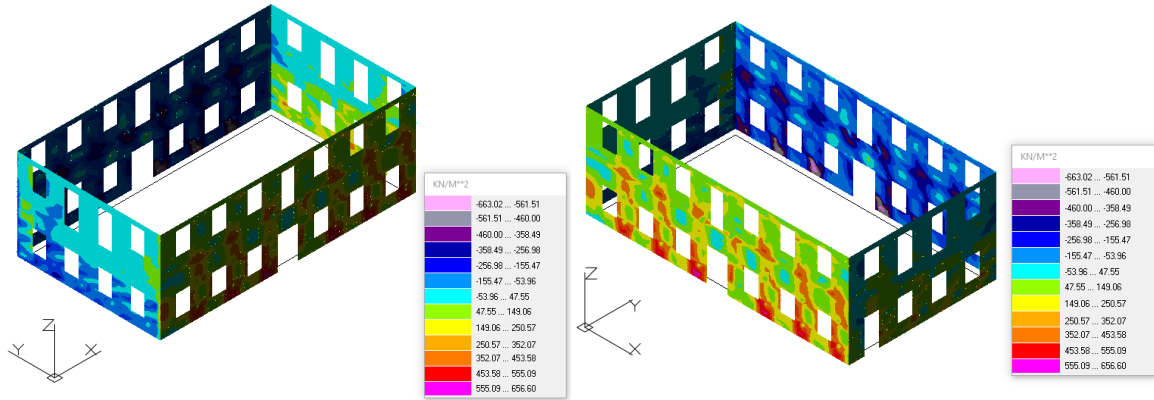 KN/M**2
-663.02 ... -561.51
-561.51 ... -460.00
-460.00 ... -358.49
-358.49 ... -256.98
-256.98 ... -155.47
-155.47 ... -53.96
-53.96 ... 47.55
47.55 ... 149.06
149.06 ... 250.57
250.57 ... 352.07
352.07 ... 453.58
453.58 ... 555.09
555.09 ... 656.60
Z
Y
X
KN/M**2
-663.02 ... -561.51
-561.51 ... -460.00
-460.00 ... -358.49
-358.49 ... -256.98
-256.98 ... -155.47
-155.47 ... -53.96
-53.96 ... 47.55
47.55 ... 149.06
149.06 ... 250.57
250.57 ... 352.07
352.07 ... 453.58
453.58 ... 555.09
555.09 ... 656.60
Z
Y
X